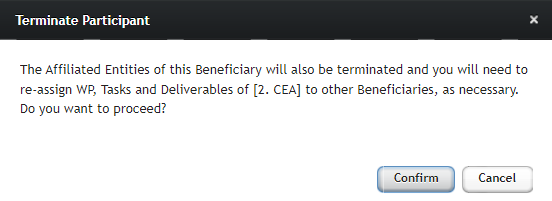 Terminate Participant
×
The Affiliated Entities of this Beneficiary will also be terminated and you will need to
re-assign WP, Tasks and Deliverables of [2. CEA] to other Beneficiaries, as necessary.
Do you want to proceed?
Confirm Cancel